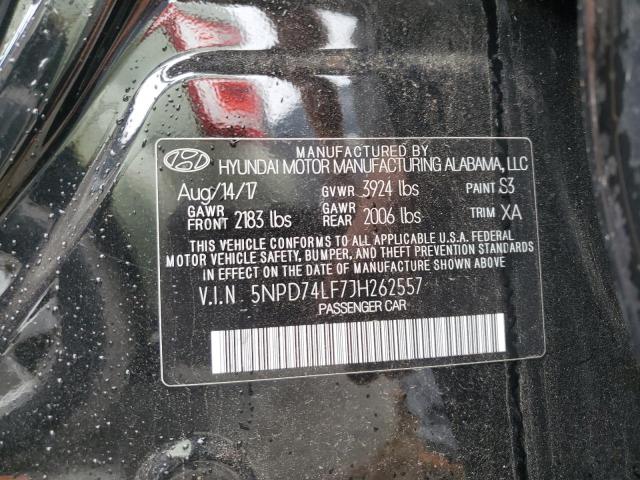 MANUFACTURED BY
HYUNDAI MOTOR MANUFACTURING ALABAMA, LLC
Aug/14/17 GVWR 3924 lbs PAINT S3
GAWR FRONT 2183 lbs GAWR REAR 2006 lbs TRIM XA
THIS VEHICLE CONFORMS TO ALL APPLICABLE U.S.A. FEDERAL
MOTOR VEHICLE SAFETY, BUMPER, AND THEFT PREVENTION STANDARDS
IN EFFECT ON THE DATE OF MANUFACTURE SHOWN ABOVE.
V.I.N 5NPD74LF7JH262557
PASSENGER CAR